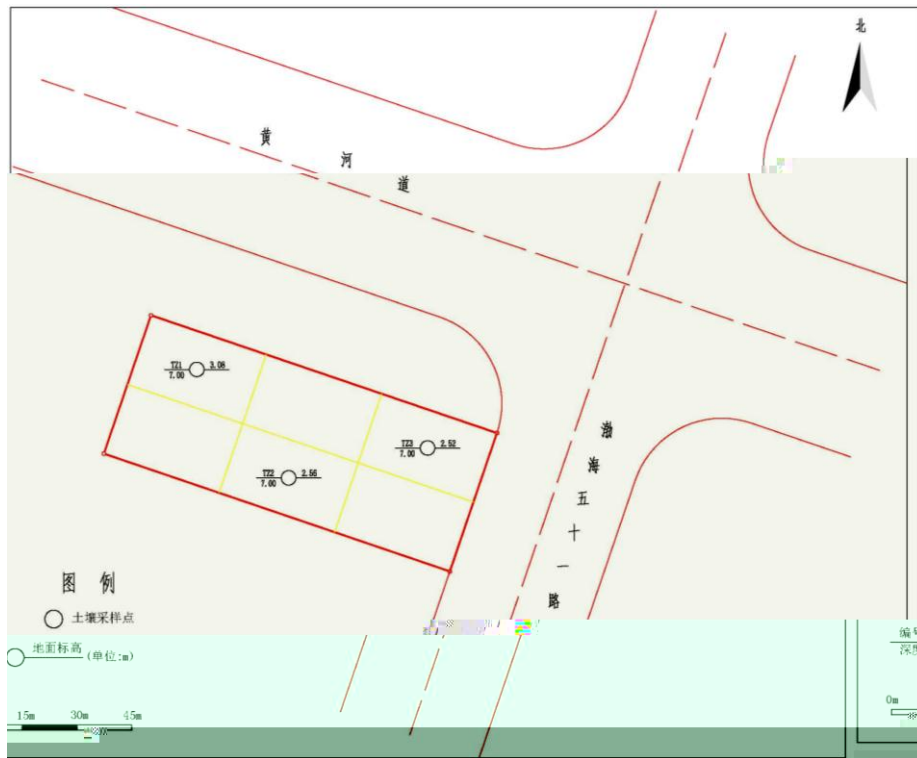 北
黄河道
TZ1 3.08
7.00
TZ3 2.52
7.00
TZ2 2.56
7.00
渤海五十一路
图 例
土壤采样点
地面标高 (单位:m)
编号
深度
15m 30m 45m
0m